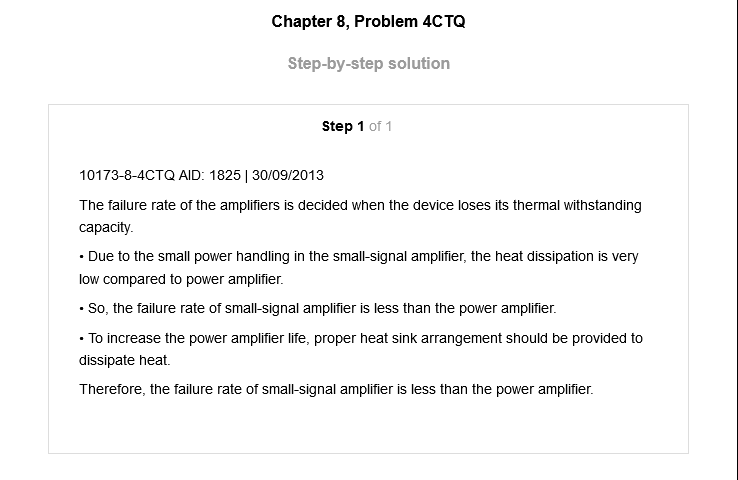 Chapter 8, Problem 4CTQ
Step-by-step solution
Step 1 of 1
10173-8-4CTQ AID: 1825 | 30/09/2013
The failure rate of the amplifiers is decided when the device loses its thermal withstanding
capacity.
• Due to the small power handling in the small-signal amplifier, the heat dissipation is very
low compared to power amplifier.
• So, the failure rate of small-signal amplifier is less than the power amplifier.
• To increase the power amplifier life, proper heat sink arrangement should be provided to
dissipate heat.
Therefore, the failure rate of small-signal amplifier is less than the power amplifier.